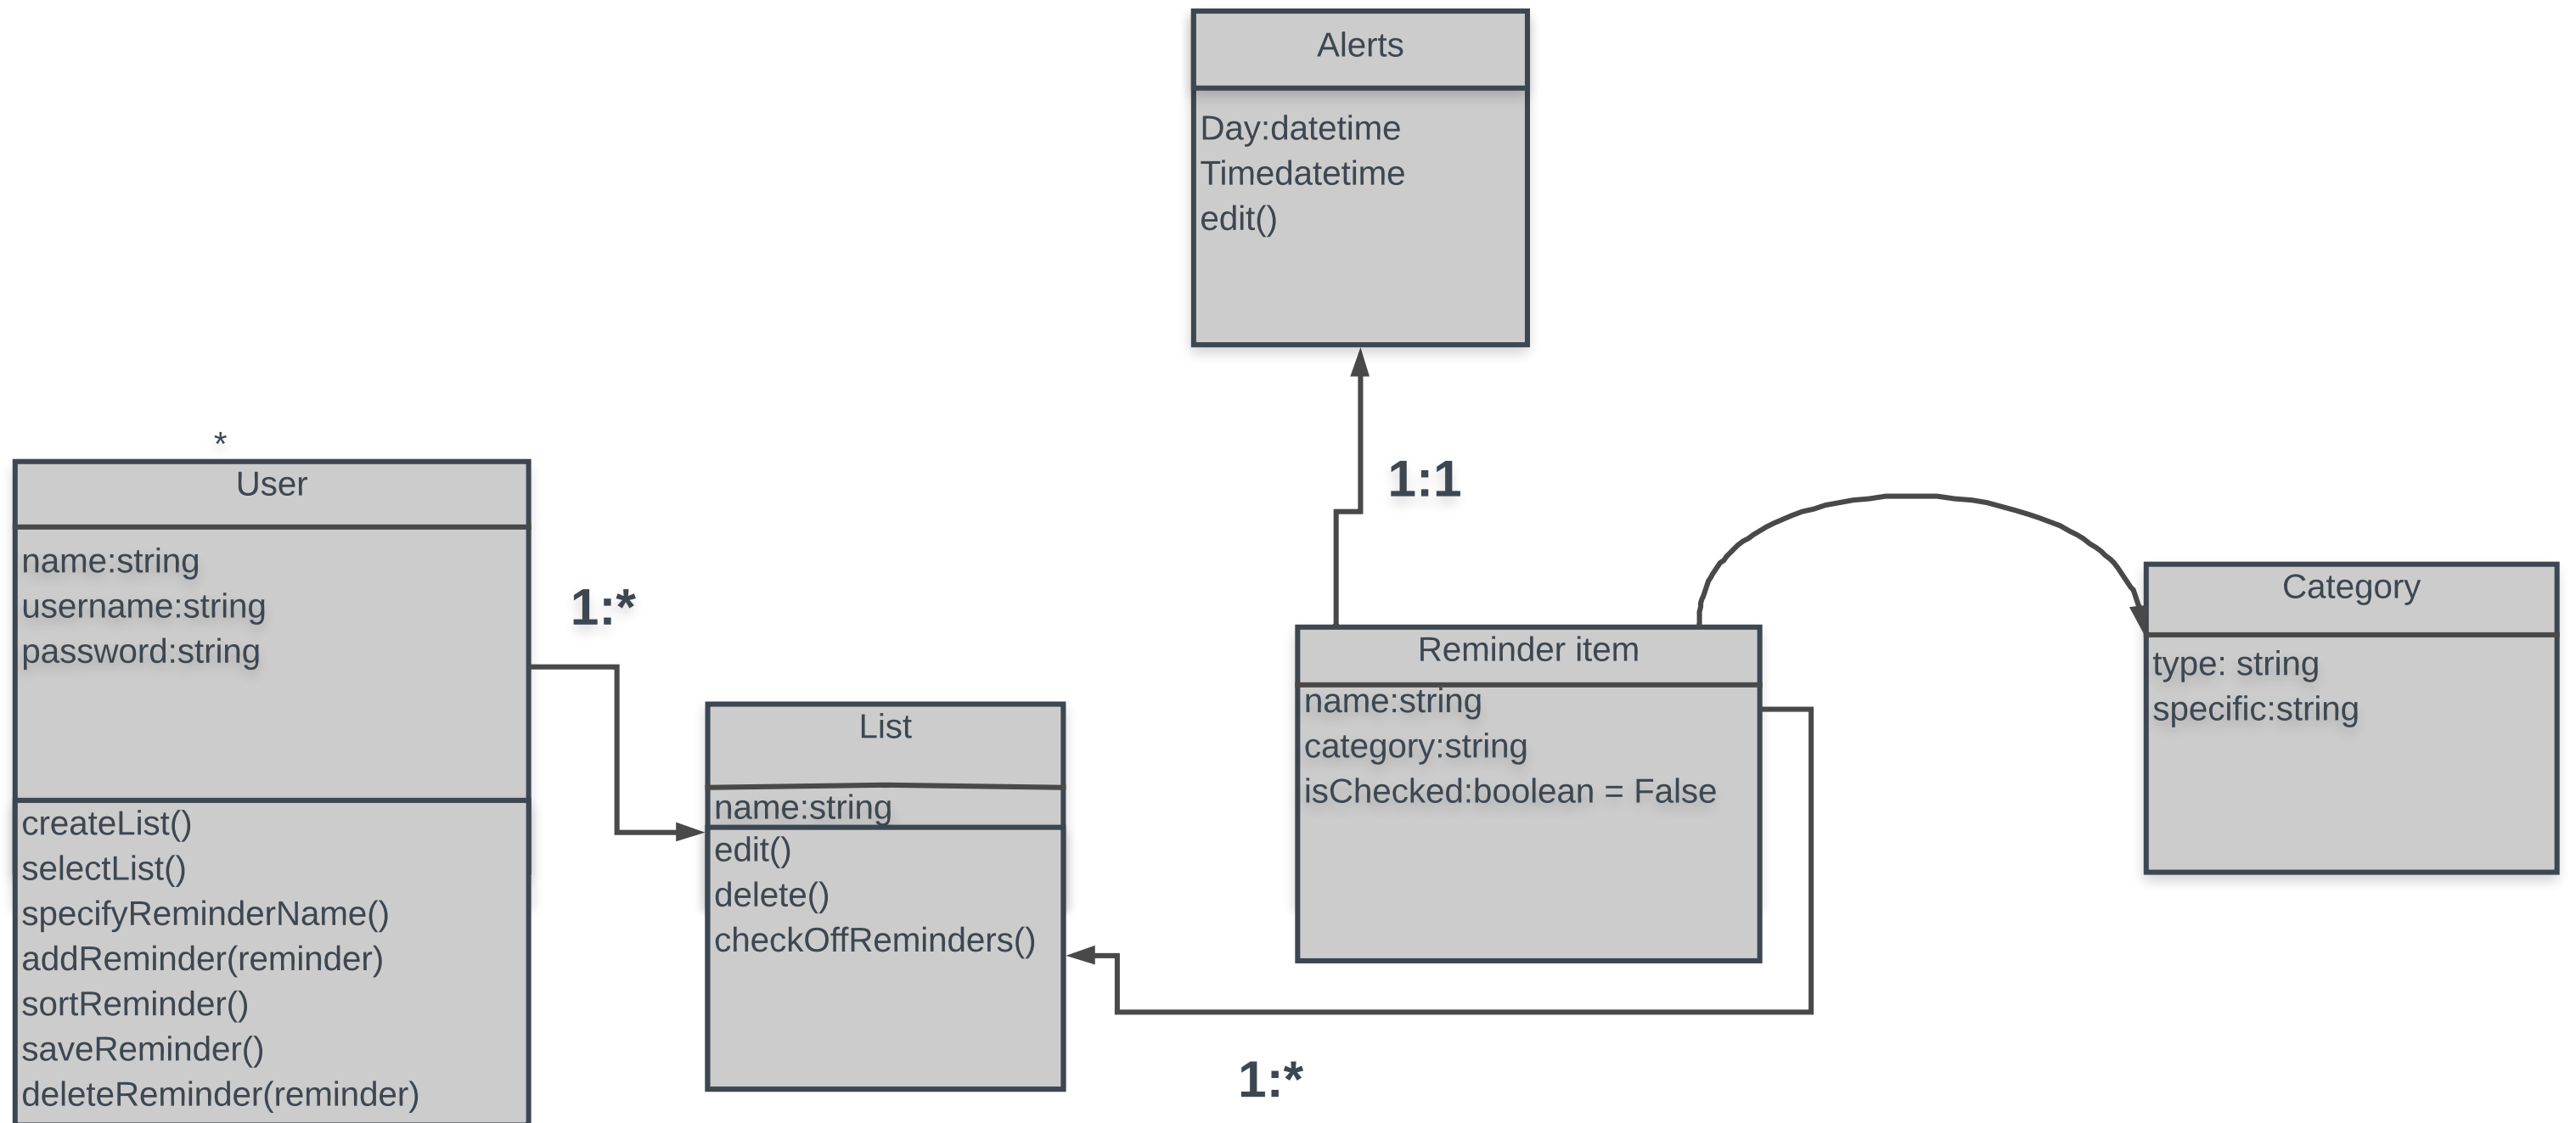 Alerts
Day:datetime
Timedatetime
edit()
*
User
name:string
username:string
password:string
createList()
selectList()
specifyReminderName()
addReminder(reminder)
sortReminder()
saveReminder()
deleteReminder(reminder)
1:*
List
name:string
edit()
delete()
checkOffReminders()
1:1
Reminder item
name:string
category:string
isChecked:boolean = False
1:*
Category
type: string
specific:string